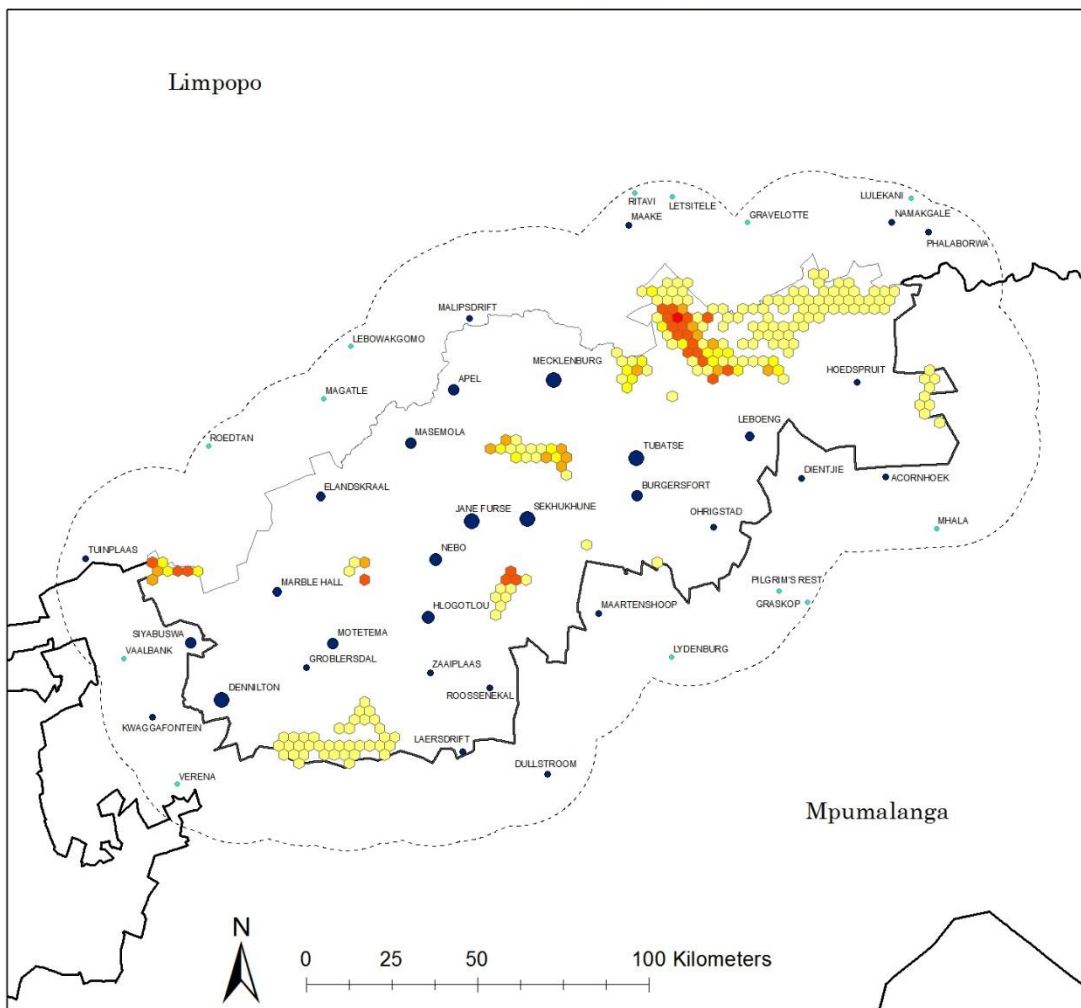 Limpopo
RITAVI
LETSITELE
LULEKANI
MAAKE
GRAVELOTTE
NAMAKGALE
PHALABORWA
MALIPSDRIFT
LEBOWAKGOMO
MECKLENBURG
APEL
HOEDSPRUIT
MAGATLE
MASEMOLA
LEBOENG
ROEDTAN
TUBATSE
DIENTJIE
ACORNHOEK
ELANDSKRAAL
BURGERSFORT
JANE FURSE
SEKHUKHUNE
OHRIGSTAD
MHALA
TUINPLAAS
NEBO
MARBLE HALL
PILGRIM'S REST
GRASKOP
HLOGOTLOU
MAARTENSHOOP
SIYABUSWA
MOTETEMA
VAALBANK
GROBLERSDAL
ZAAIPLAAS
LYDENBURG
DENNILTON
ROOSSENEKAL
KWAGGAFONTEIN
LAERSDRIFT
DULLSTROOM
VERENA
Mpumalanga
N
0 25 50 100 Kilometers